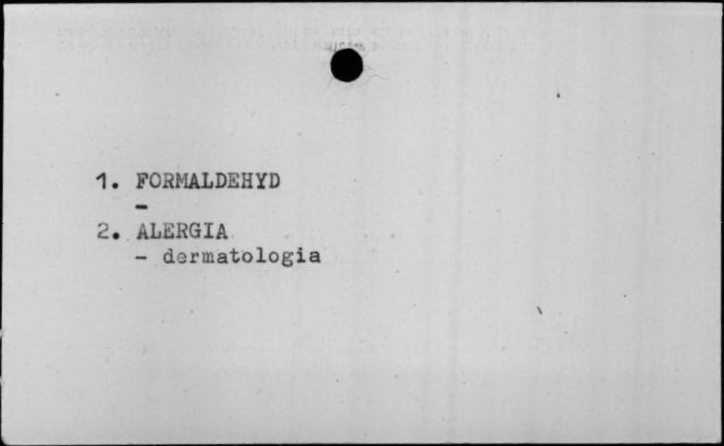 1. FORMALDEHYD
-
2. ALERGIA
- dermatologia